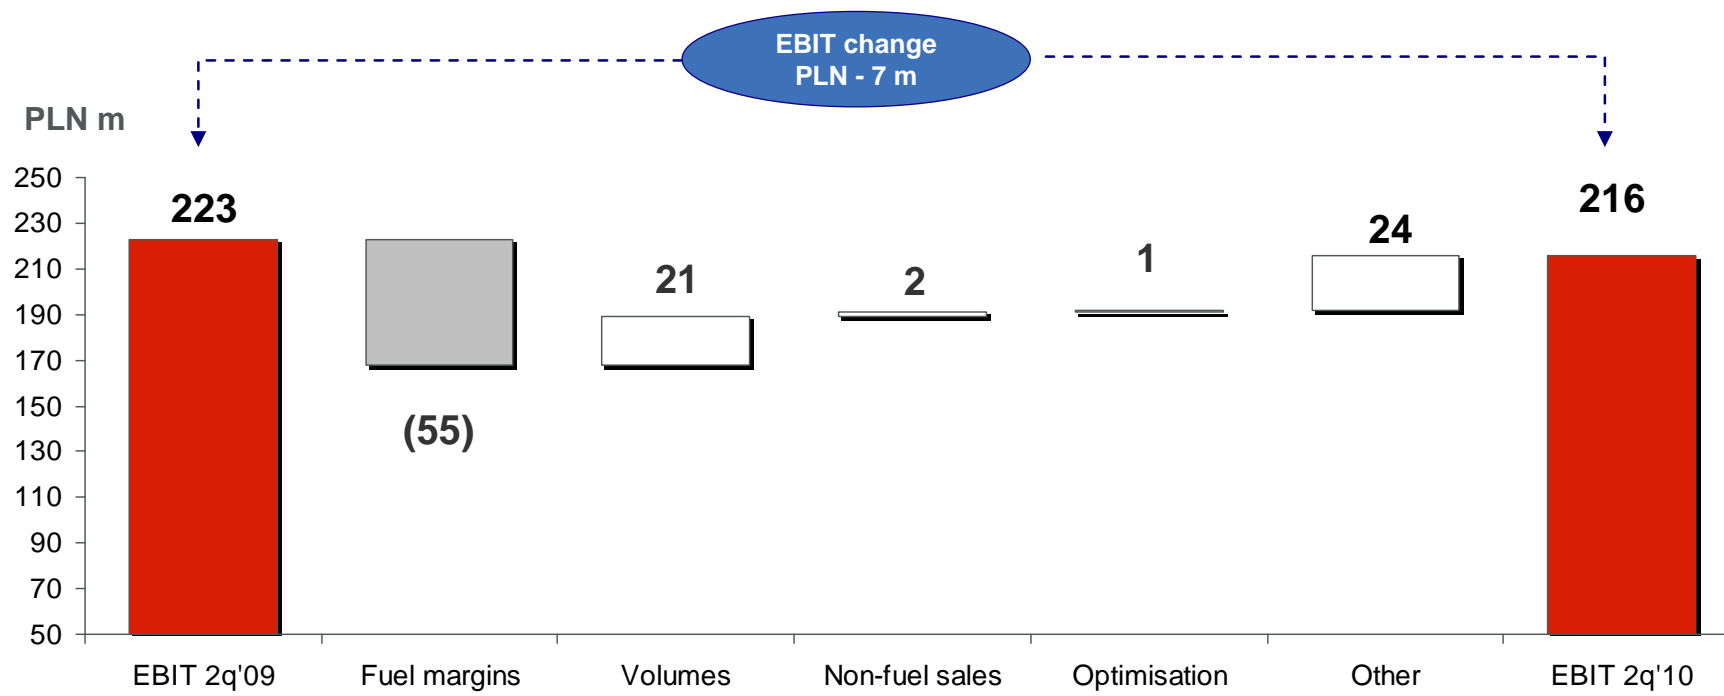 EBIT change
PLN - 7 m
PLN m
250
230
210
190
170
150
130
110
90
70
50
223
(55)
21
2
1
24
216
EBIT 2q'09
Fuel margins
Volumes
Non-fuel sales
Optimisation
Other
EBIT 2q'10